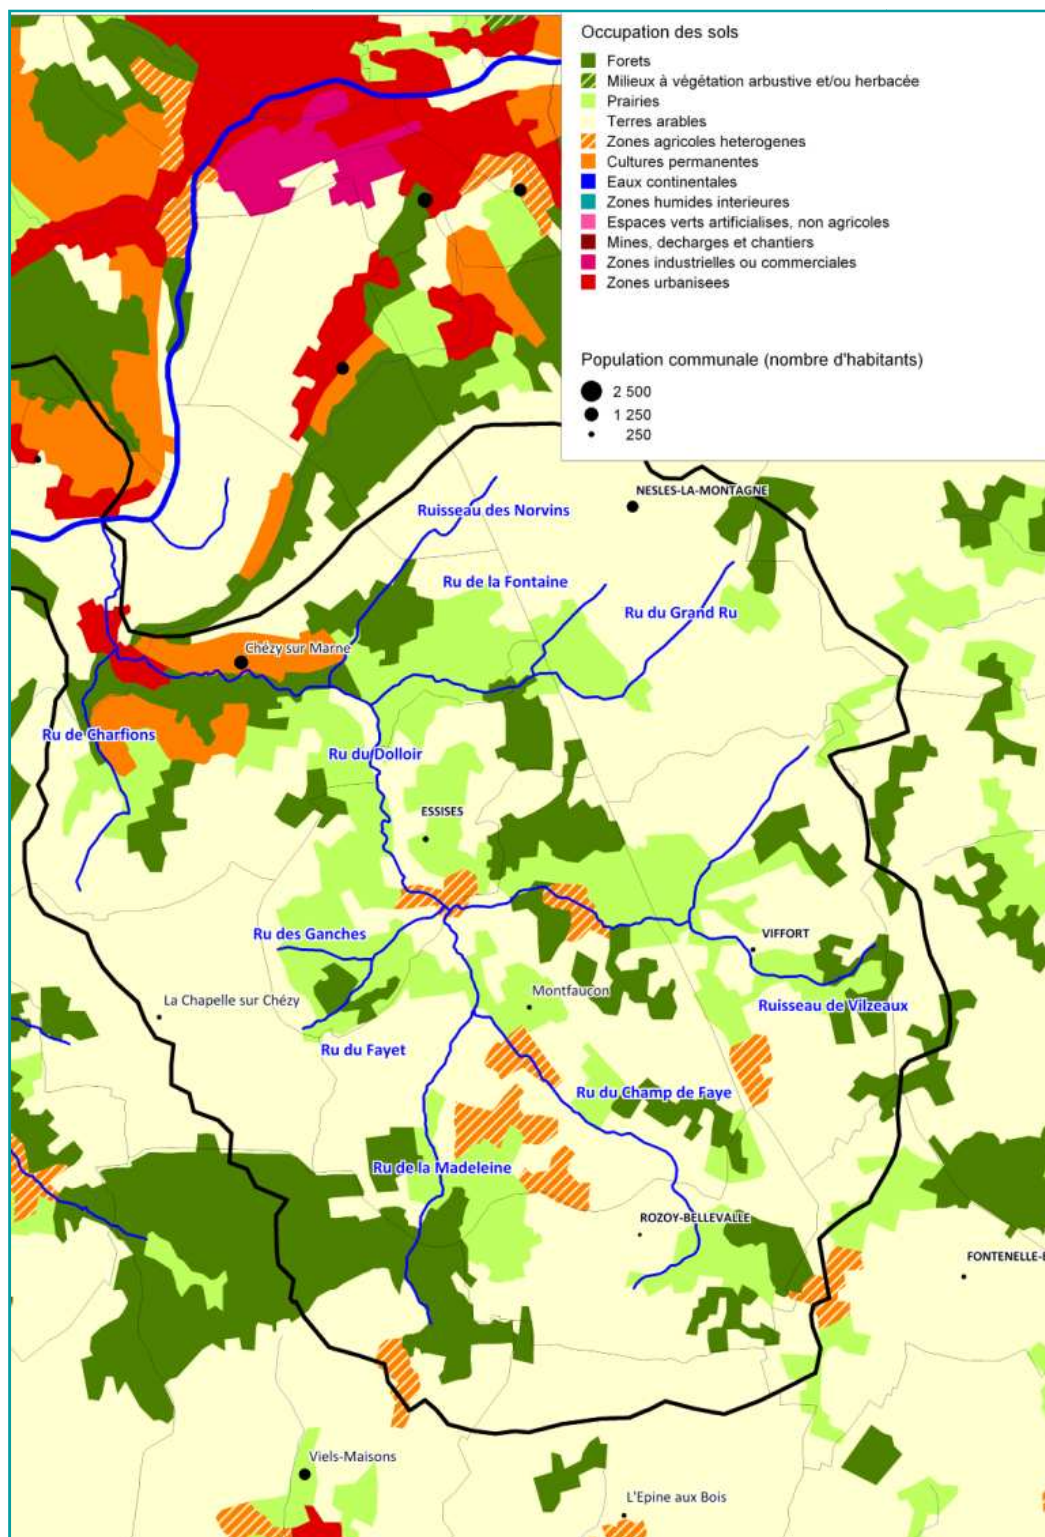 Occupation des sols
Forets
Milieux à végétation arbustive et/ou herbacée
Prairies
Terres arables
Zones agricoles heterogenes
Cultures permanentes
Eaux continentales
Zones humides interieures
Espaces verts artificialises, non agricoles
Mines, decharges et chantiers
Zones industrielles ou commerciales
Zones urbanisees
Population communale (nombre d'habitants)
2 500
1 250
250
NESLES-LA-MONTAGNE
Ruisseau des Norvins
Ru de la Fontaine
Ru du Grand Ru
Chézy sur Marne
Ru de Charfions
Ru du Dolloir
ESSISES
Ru des Ganches
VIFFORT
Montfaucon
La Chapelle sur Chézy
Ruisseau de Vilzeaux
Ru du Fayet
Ru du Champ de Faye
Ru de la Madeleine
ROZOY-BELLEVALLE
FONTENELLE-E
Viels-Maisons
L'Epine aux Bois